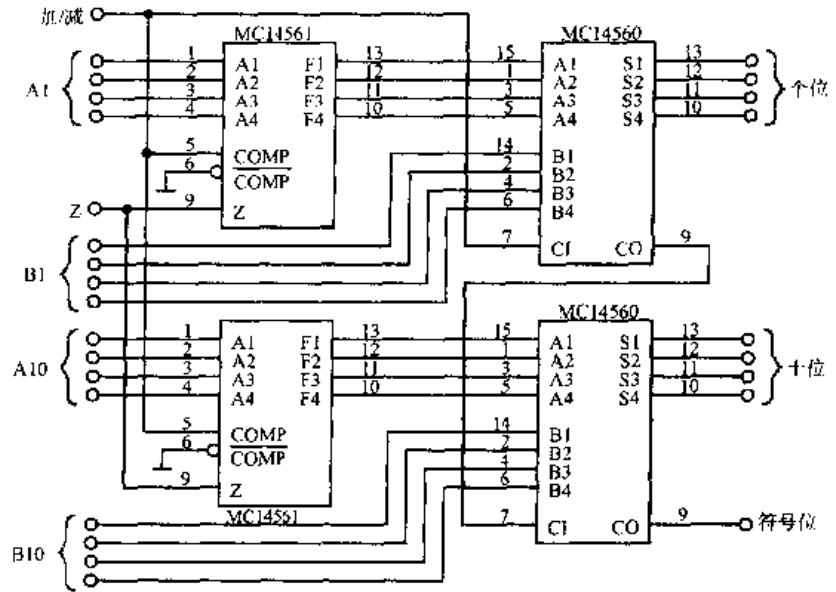 加/减
MC14561
MC14560
A1
1 A1 F1 13 15 A1 S1 13
2 A2 F2 12 1 A2 S2 12
3 A3 F3 11 3 A3 S3 11
4 A4 F4 10 5 A4 S4 10
个位
5 COMP
6 COMP
14 B1
2 B2
4 B3
6 B4
Z
9 Z
7 CI CO 9
B1
MC14560
A10
1 A1 F1 13 15 A1 S1 13
2 A2 F2 12 1 A2 S2 12
3 A3 F3 11 3 A3 S3 11
4 A4 F4 10 5 A4 S4 10
十位
5 COMP
6 COMP
14 B1
2 B2
4 B3
6 B4
9 Z
MC14561
7 CI CO 9
符号位
B10